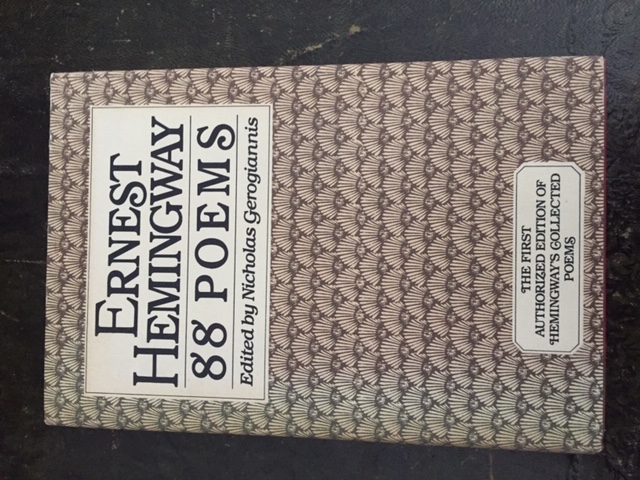 ERNEST
HEMINGWAY
88 POEMS
Edited by Nicholas Gerogiannis
THE FIRST
AUTHORIZED EDITION OF
HEMINGWAY'S COLLECTED
POEMS